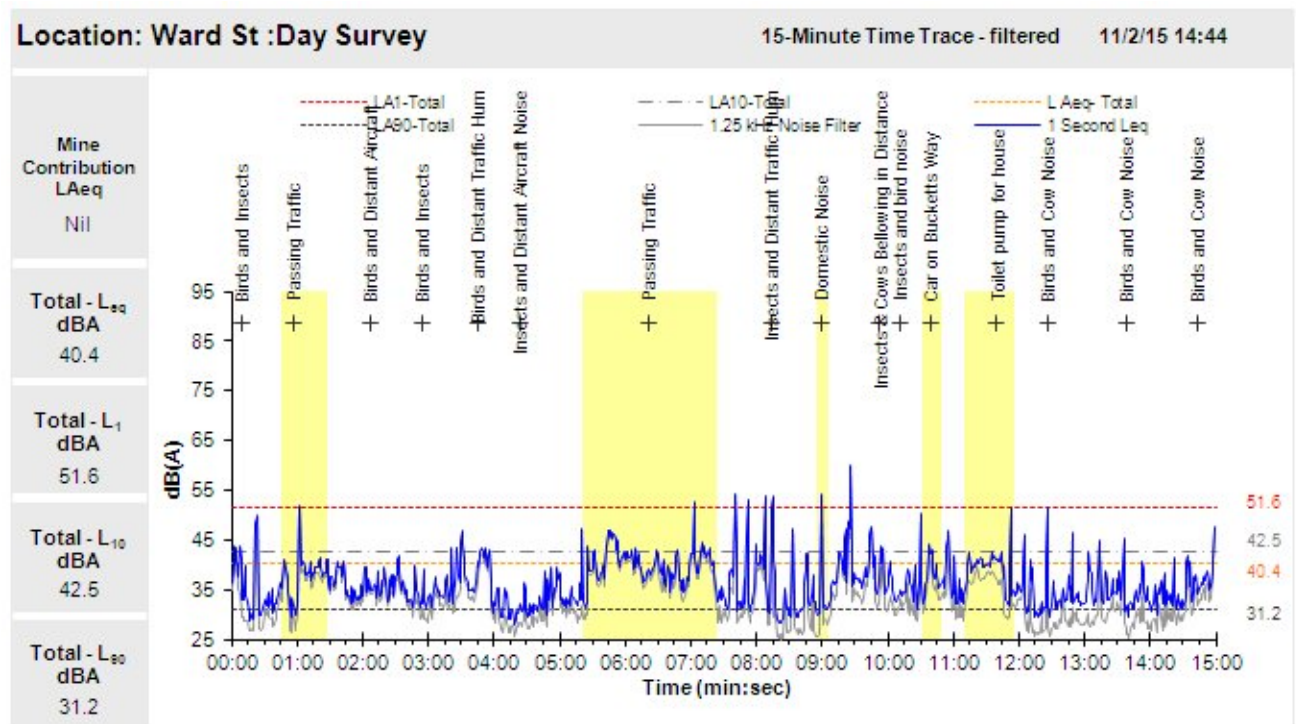 Location: Ward St :Day Survey
15-Minute Time Trace - filtered
11/2/15 14:44
Mine
Contribution
LAeq
Nil
Total - Leq
dBA
40.4
Total - L1
dBA
51.6
Total - L10
dBA
42.5
Total - L90
dBA
31.2
LA1-Total
LA10-Total
L Aeq- Total
LA90-Total
1.25 kHz Noise Filter
1 Second Leq
Birds and Insects
Passing Traffic
Birds and Distant Aircraft
Birds and Insects
Birds and Distant Traffic Hum
Insects and Distant Aircraft Noise
Passing Traffic
Insects and Distant Traffic Hum
Domestic Noise
Insects & Cows Bellowing in Distance
Insects and bird noise
Car on Bucketts Way
Toilet pump for house
Birds and Cow Noise
Birds and Cow Noise
Birds and Cow Noise
dB(A)
95
85
75
65
55
45
35
25
51.6
42.5
40.4
31.2
00:00 01:00 02:00 03:00 04:00 05:00 06:00 07:00 08:00 09:00 10:00 11:00 12:00 13:00 14:00 15:00
Time (min:sec)